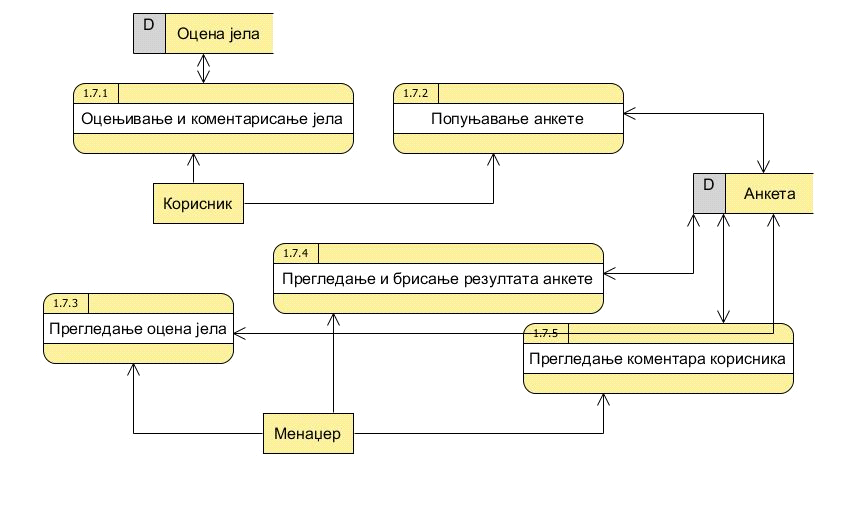 D
Оцена јела
1.7.1
Оцењивање и коментарисање јела
1.7.2
Попуњавање анкете
D
Анкета
Корисник
1.7.4
Прегледање и брисање резултата анкете
1.7.3
Прегледање оцена јела
1.7.5
Прегледање коментара корисника
Менаџер